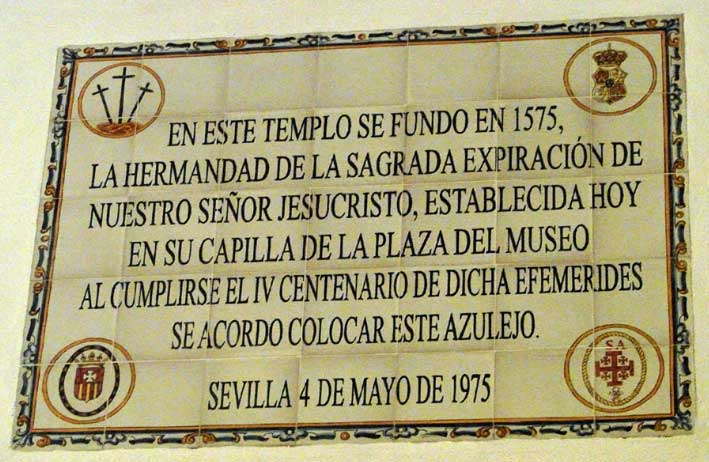 EN ESTE TEMPLO SE FUNDO EN 1575,
LA HERMANDAD DE LA SAGRADA EXPIRACIÓN DE
NUESTRO SEÑOR JESUCRISTO, ESTABLECIDA HOY
EN SU CAPILLA DE LA PLAZA DEL MUSEO
AL CUMPLIRSE EL IV CENTENARIO DE DICHA EFEMERIDES
SE ACORDO COLOCAR ESTE AZULEJO.
S A
SEVILLA 4 DE MAYO DE 1975